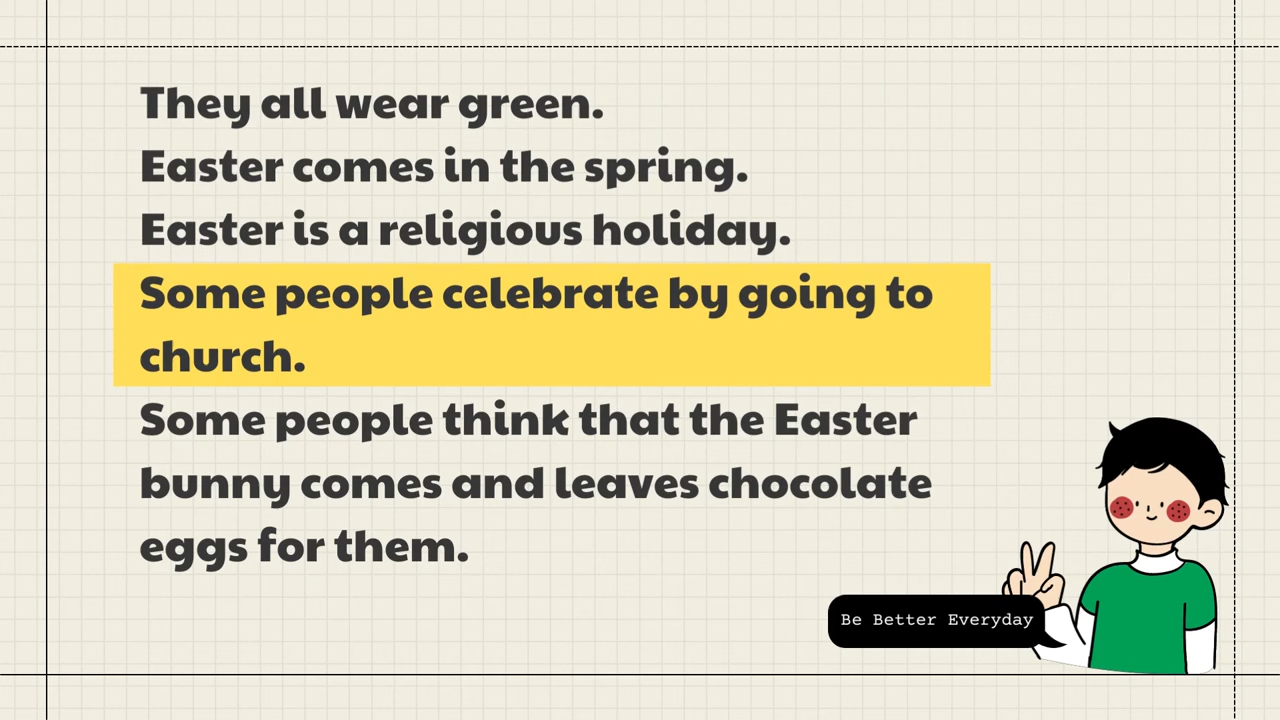 They all wear green.
Easter comes in the spring.
Easter is a religious holiday.
Some people celebrate by going to
church.
Some people think that the Easter
bunny comes and leaves chocolate
eggs for them.
Be Better Everyday